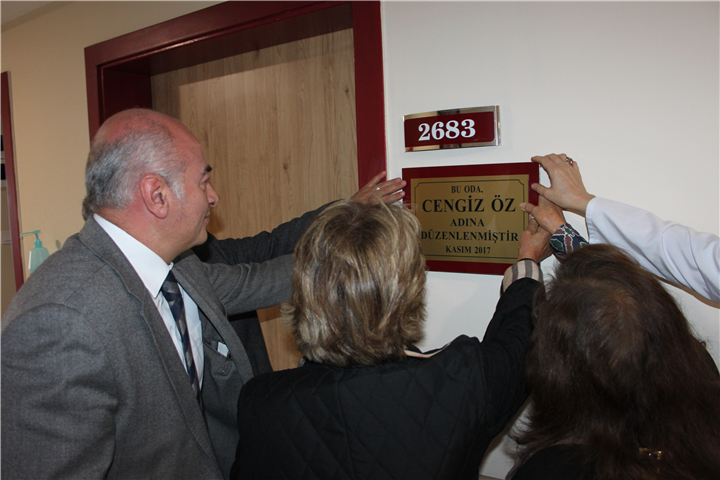 2683
BU ODA,
CENGİZ ÖZ
ADINA
DÜZENLENMİŞTİR
KASIM 2017